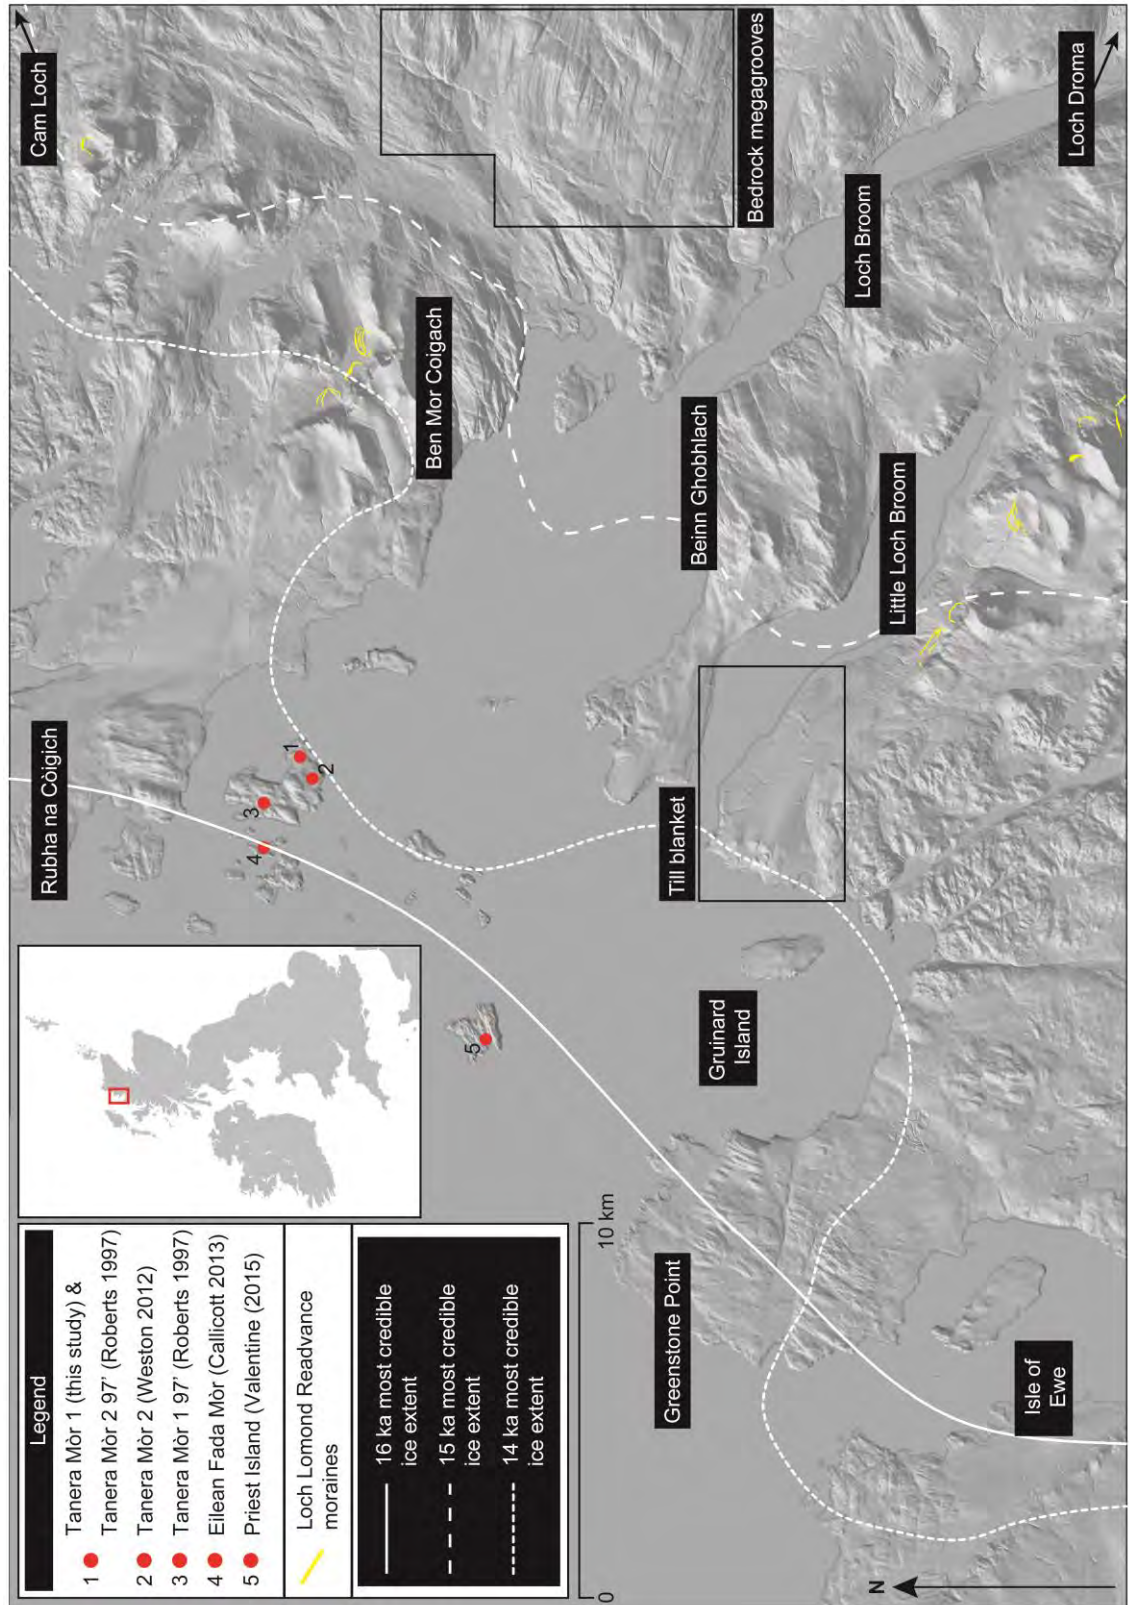 Legend
1 Tanera Mòr 1 (this study) &
Tanera Mòr 2 97' (Roberts 1997)
2 Tanera Mòr 2 (Weston 2012)
3 Tanera Mòr 1 97' (Roberts 1997)
4 Eilean Fada Mòr (Callicott 2013)
5 Priest Island (Valentine (2015)
Loch Lomond Readvance
moraines
16 ka most credible
ice extent
15 ka most credible
ice extent
14 ka most credible
ice extent
0
10 km
N
Rubha na Còigich
Cam Loch
1
2
3
4
5
Ben Mor Coigach
Bedrock megagrooves
Greenstone Point
Gruinard
Island
Till blanket
Beinn Ghobhlach
Little Loch Broom
Loch Broom
Loch Droma
Isle of
Ewe